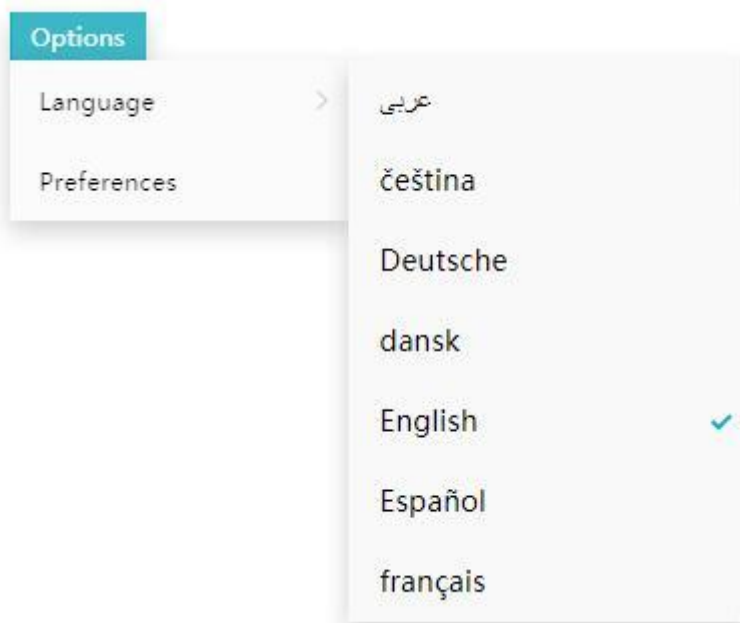 Options
Language
Preferences
عربى
čeština
Deutsche
dansk
English
Español
français